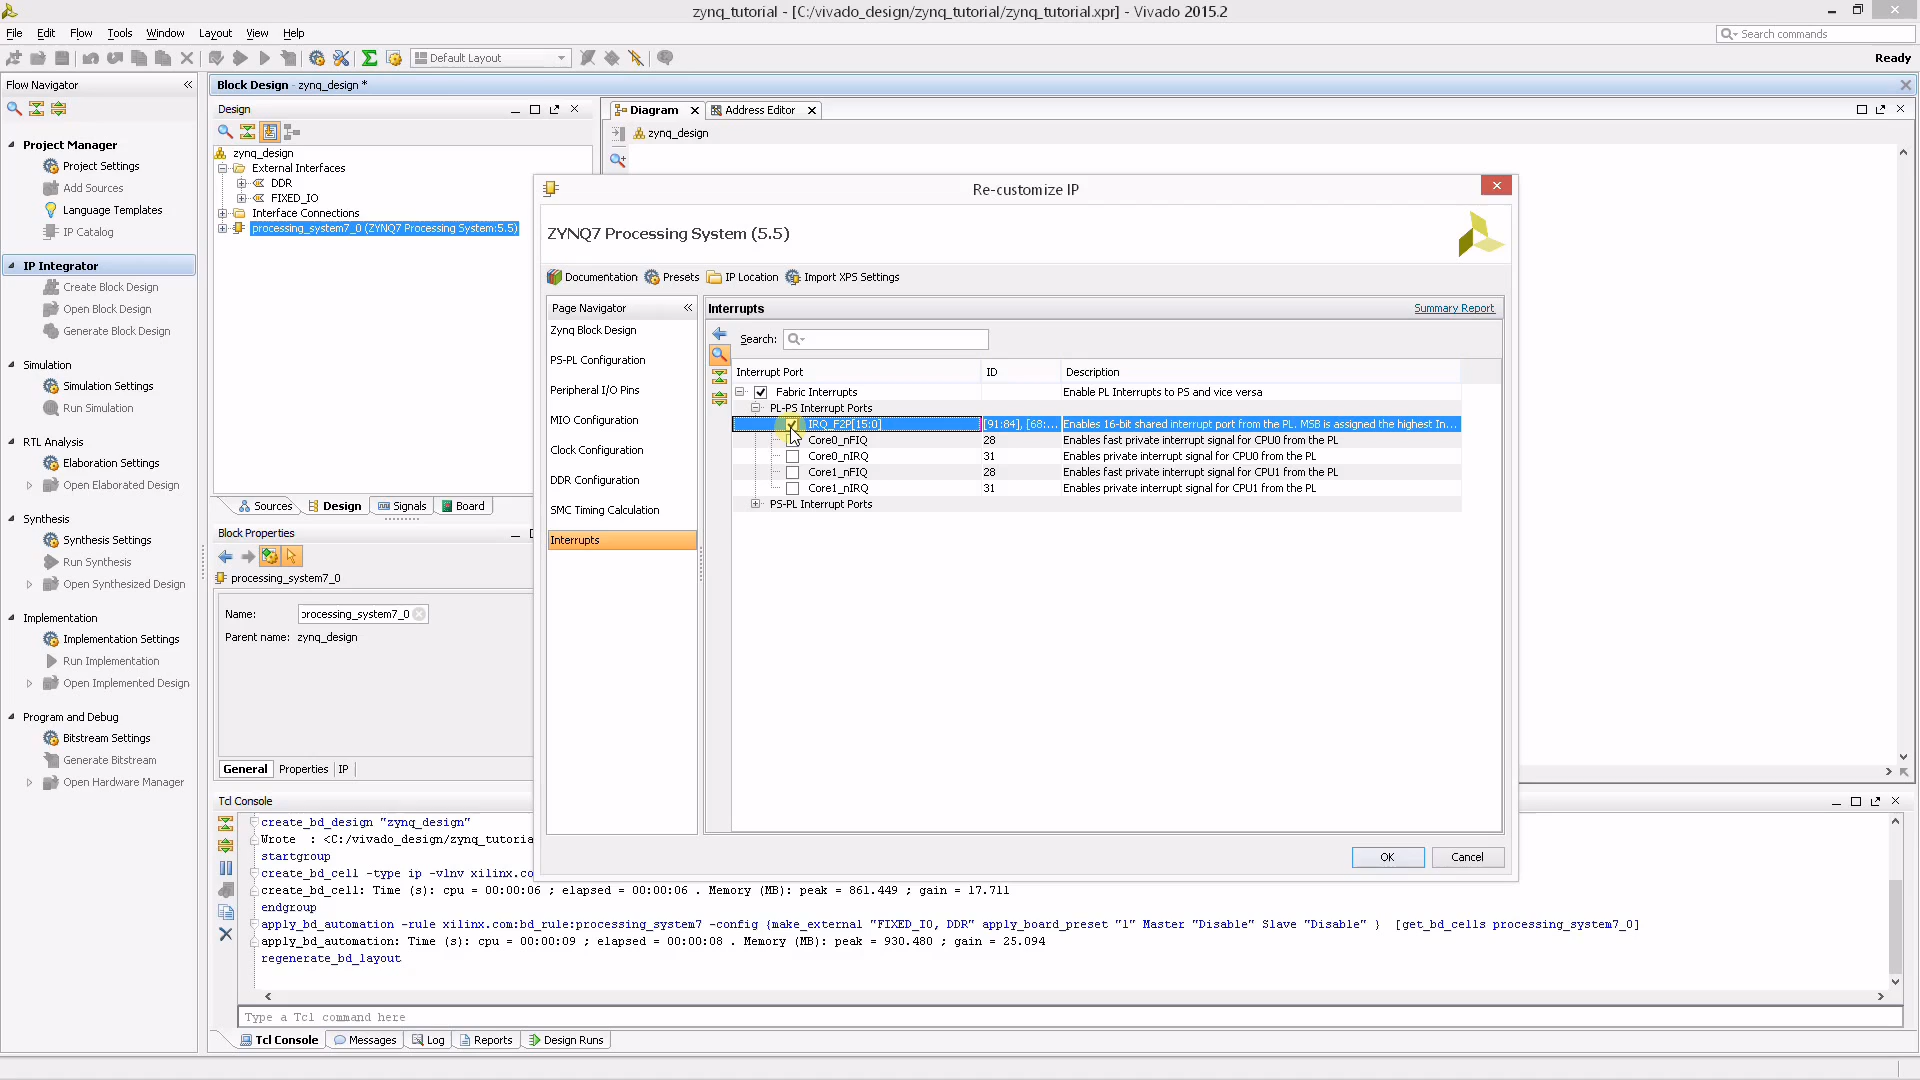 zynq_tutorial - [C:/vivado_design/zynq_tutorial/zynq_tutorial.xpr] - Vivado 2015.2
File Edit Flow Tools Window Layout View Help
Search commands
Default Layout
Ready
Flow Navigator
Project Manager
Project Settings
Add Sources
Language Templates
IP Catalog
IP Integrator
Create Block Design
Open Block Design
Generate Block Design
Simulation
Simulation Settings
Run Simulation
RTL Analysis
Elaboration Settings
Open Elaborated Design
Synthesis
Synthesis Settings
Run Synthesis
Open Synthesized Design
Implementation
Implementation Settings
Run Implementation
Open Implemented Design
Program and Debug
Bitstream Settings
Generate Bitstream
Open Hardware Manager
Block Design - zynq_design *
Design
zynq_design
External Interfaces
DDR
FIXED_IO
Interface Connections
processing_system7_0 (ZYNQ7 Processing System:5.5)
Sources Design Signals Board
Block Properties
processing_system7_0
Name: processing_system7_0
Parent name: zynq_design
General Properties IP
Diagram Address Editor
zynq_design
Re-customize IP
ZYNQ7 Processing System (5.5)
Documentation Presets IP Location Import XPS Settings
Page Navigator
Zynq Block Design
PS-PL Configuration
Peripheral I/O Pins
MIO Configuration
Clock Configuration
DDR Configuration
SMC Timing Calculation
Interrupts
Interrupts Summary Report
Search:
Interrupt Port ID Description
Fabric Interrupts Enable PL Interrupts to PS and vice versa
PL-PS Interrupt Ports
IRQ_F2P[15:0] [91:84], [68:... Enables 16-bit shared interrupt port from the PL. MSB is assigned the highest In...
Core0_nFIQ 28 Enables fast private interrupt signal for CPU0 from the PL
Core0_nIRQ 31 Enables private interrupt signal for CPU0 from the PL
Core1_nFIQ 28 Enables fast private interrupt signal for CPU1 from the PL
Core1_nIRQ 31 Enables private interrupt signal for CPU1 from the PL
PS-PL Interrupt Ports
OK Cancel
Tcl Console
create_bd_design "zynq_design"
Wrote : <C:/vivado_design/zynq_tutoria
startgroup
create_bd_cell -type ip -vlnv xilinx.co
create_bd_cell: Time (s): cpu = 00:00:06 ; elapsed = 00:00:06 . Memory (MB): peak = 861.449 ; gain = 17.711
endgroup
apply_bd_automation -rule xilinx.com:bd_rule:processing_system7 -config {make_external "FIXED_IO, DDR" apply_board_preset "1" Master "Disable" Slave "Disable" } [get_bd_cells processing_system7_0]
apply_bd_automation: Time (s): cpu = 00:00:09 ; elapsed = 00:00:08 . Memory (MB): peak = 930.480 ; gain = 25.094
regenerate_bd_layout
Type a Tcl command here
Tcl Console Messages Log Reports Design Runs